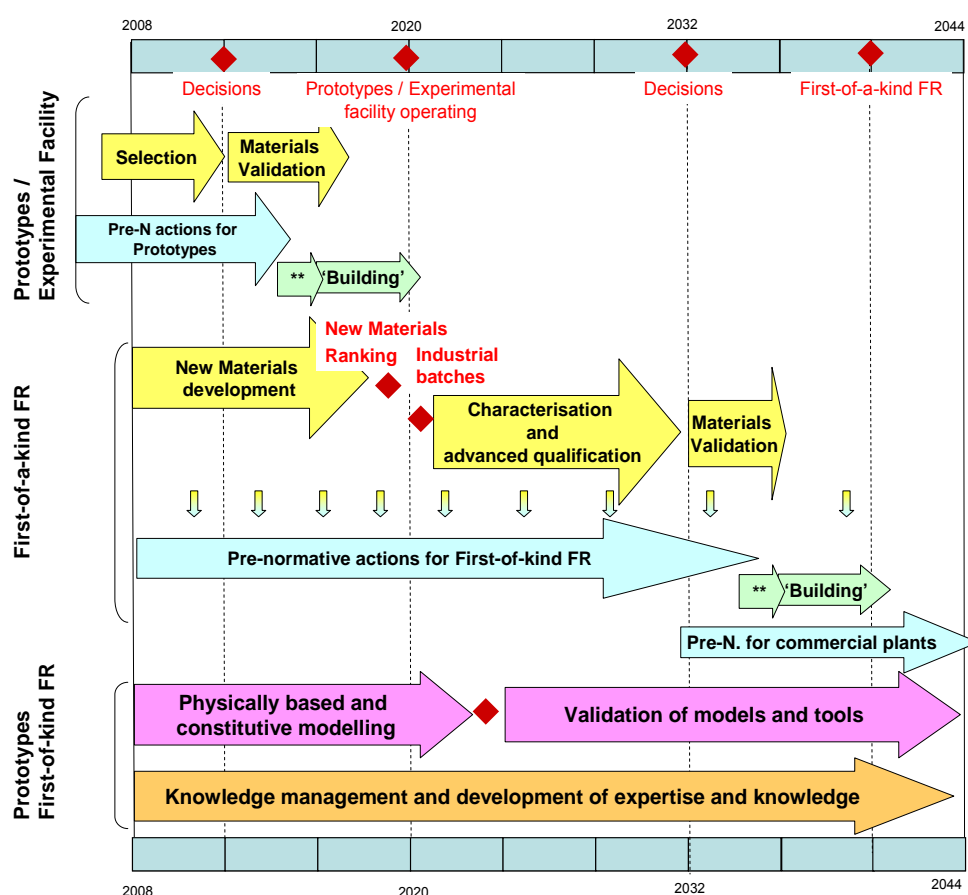 2008
2020
2032
2044
Decisions
Prototypes / Experimental
facility operating
Decisions
First-of-a-kind FR
Prototypes /
Experimental Facility
Selection
Materials
Validation
Pre-N actions for
Prototypes
**
‘Building’
First-of-a-kind FR
New Materials
development
New Materials
Ranking
Industrial
batches
Characterisation
and
advanced qualification
Materials
Validation
Pre-normative actions for First-of-kind FR
**
‘Building’
Pre-N. for commercial plants
Prototypes
First-of-kind FR
Physically based and
constitutive modelling
Validation of models and tools
Knowledge management and development of expertise and knowledge
2008
2020
2032
2044